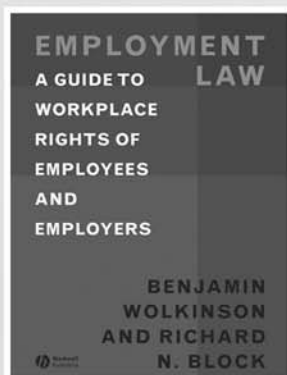 EMPLOYMENT
LAW
A GUIDE TO
WORKPLACE
RIGHTS OF
EMPLOYEES
AND
EMPLOYERS
BENJAMIN
WOLKINSON
AND RICHARD
N. BLOCK